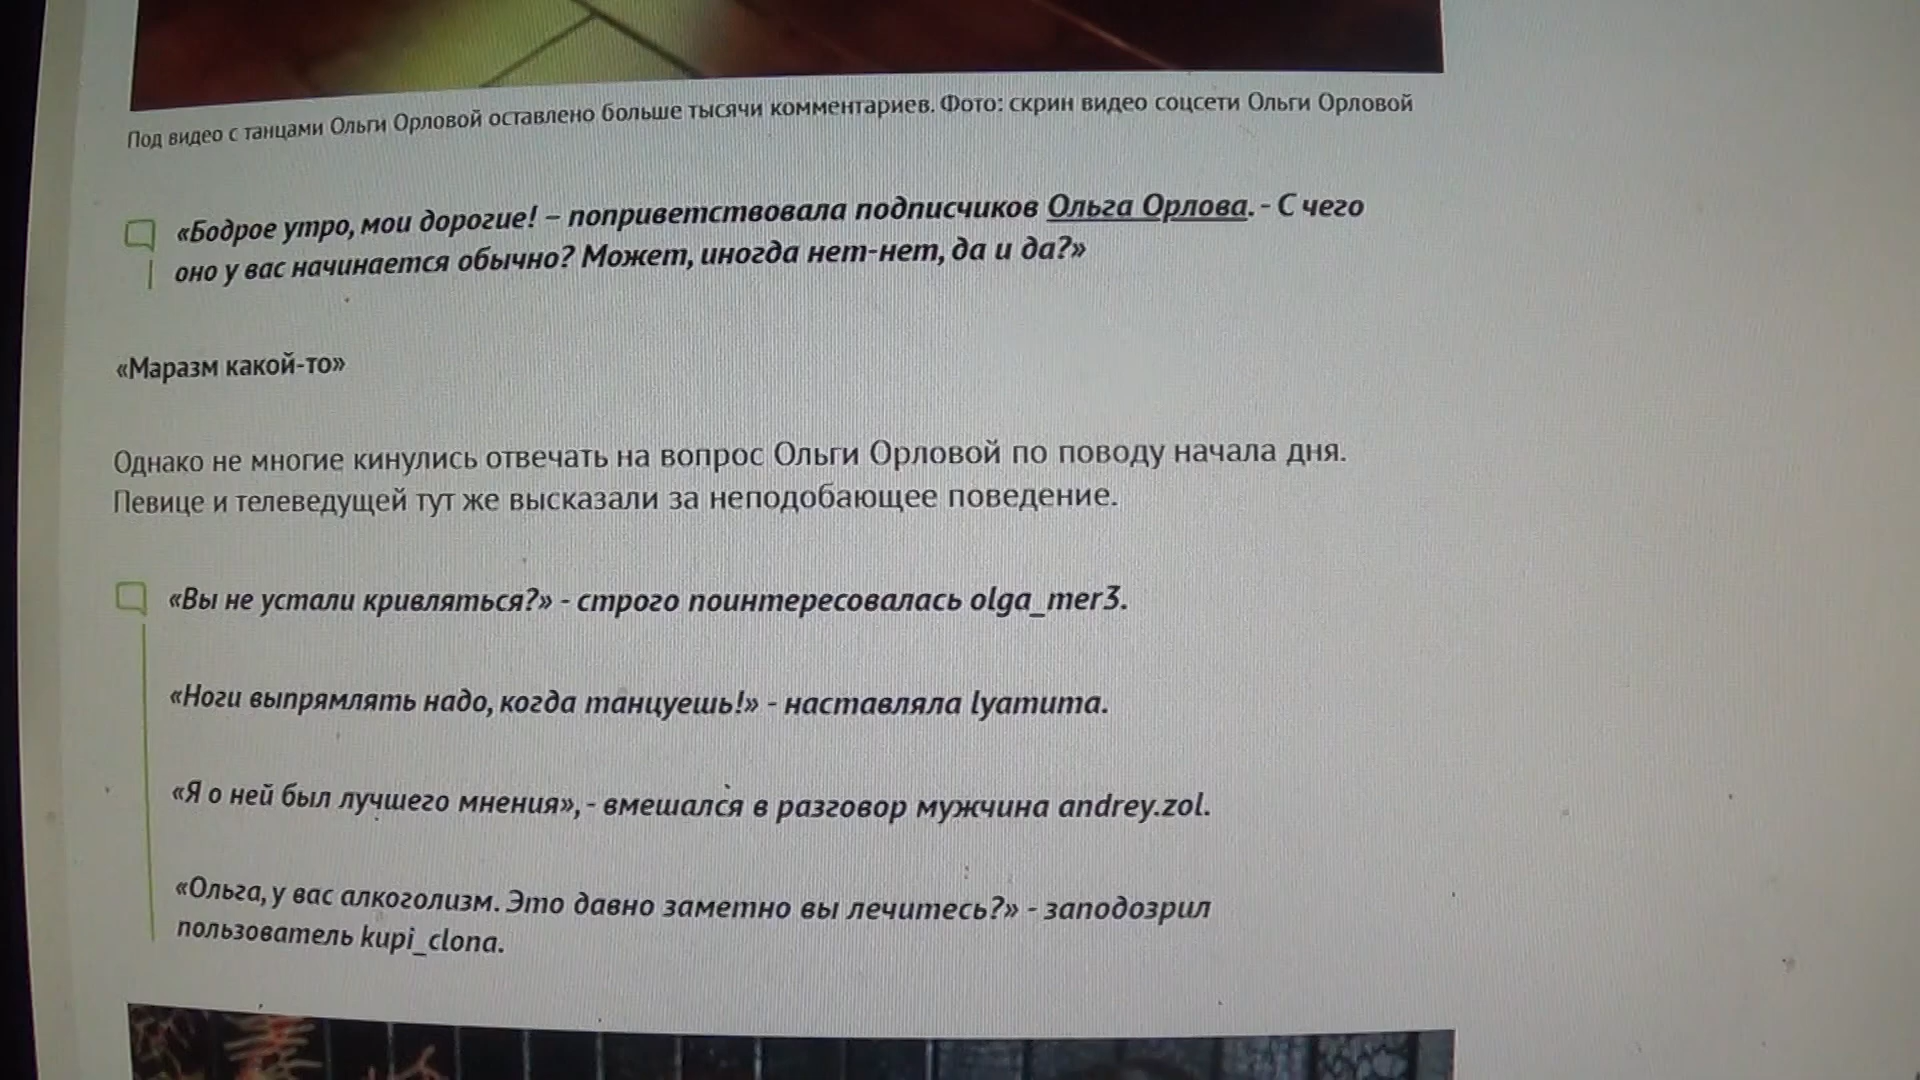 Под видео с танцами Ольги Орловой оставлено больше тысячи комментариев. Фото: скрин видео соцсети Ольги Орловой
«Бодрое утро, мои дорогие! – поприветствовала подписчиков Ольга Орлова. - С чего
оно у вас начинается обычно? Может, иногда нет-нет, да и да?»
«Маразм какой-то»
Однако не многие кинулись отвечать на вопрос Ольги Орловой по поводу начала дня.
Певице и телеведущей тут же высказали за неподобающее поведение.
«Вы не устали кривляться?» - строго поинтересовалась olga_mer3.
«Ноги выпрямлять надо, когда танцуешь!» - наставляла lyamuma.
«Я о ней был лучшего мнения», - вмешался в разговор мужчина andrey.zol.
«Ольга, у вас алкоголизм. Это давно заметно вы лечитесь?» - заподозрил
пользователь kupi_clona.